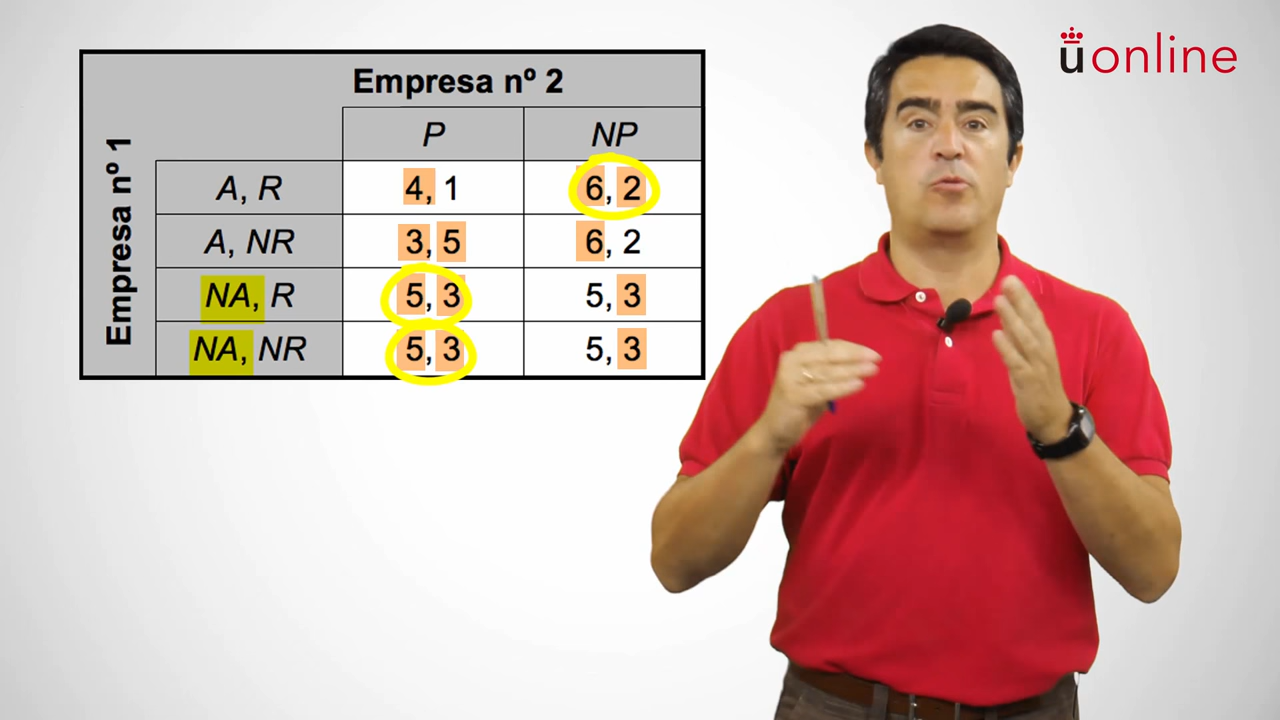 üonline
Empresa nº 2
Empresa nº 1
P NP
A, R 4, 1 6, 2
A, NR 3, 5 6, 2
NA, R 5, 3 5, 3
NA, NR 5, 3 5, 3